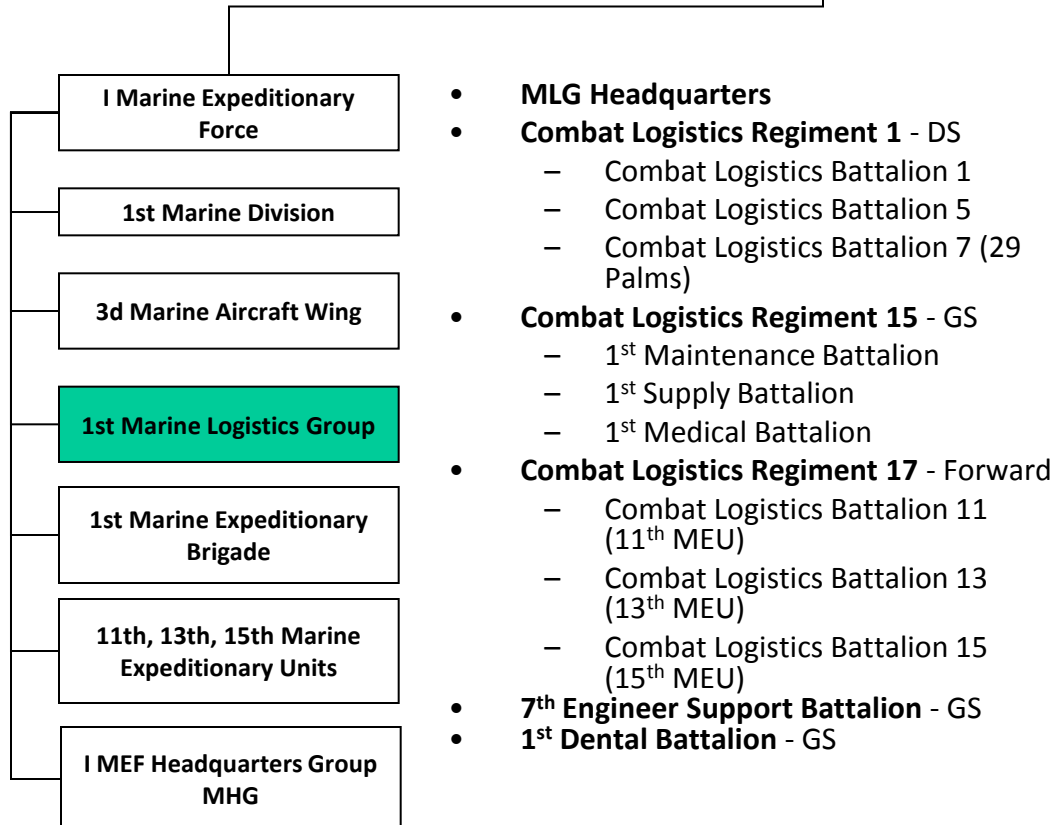 I Marine Expeditionary
Force
1st Marine Division
3d Marine Aircraft Wing
1st Marine Logistics Group
1st Marine Expeditionary
Brigade
11th, 13th, 15th Marine
Expeditionary Units
I MEF Headquarters Group
MHG
• MLG Headquarters
• Combat Logistics Regiment 1 - DS
– Combat Logistics Battalion 1
– Combat Logistics Battalion 5
– Combat Logistics Battalion 7 (29
Palms)
• Combat Logistics Regiment 15 - GS
– 1st Maintenance Battalion
– 1st Supply Battalion
– 1st Medical Battalion
• Combat Logistics Regiment 17 - Forward
– Combat Logistics Battalion 11
(11th MEU)
– Combat Logistics Battalion 13
(13th MEU)
– Combat Logistics Battalion 15
(15th MEU)
• 7th Engineer Support Battalion - GS
• 1st Dental Battalion - GS